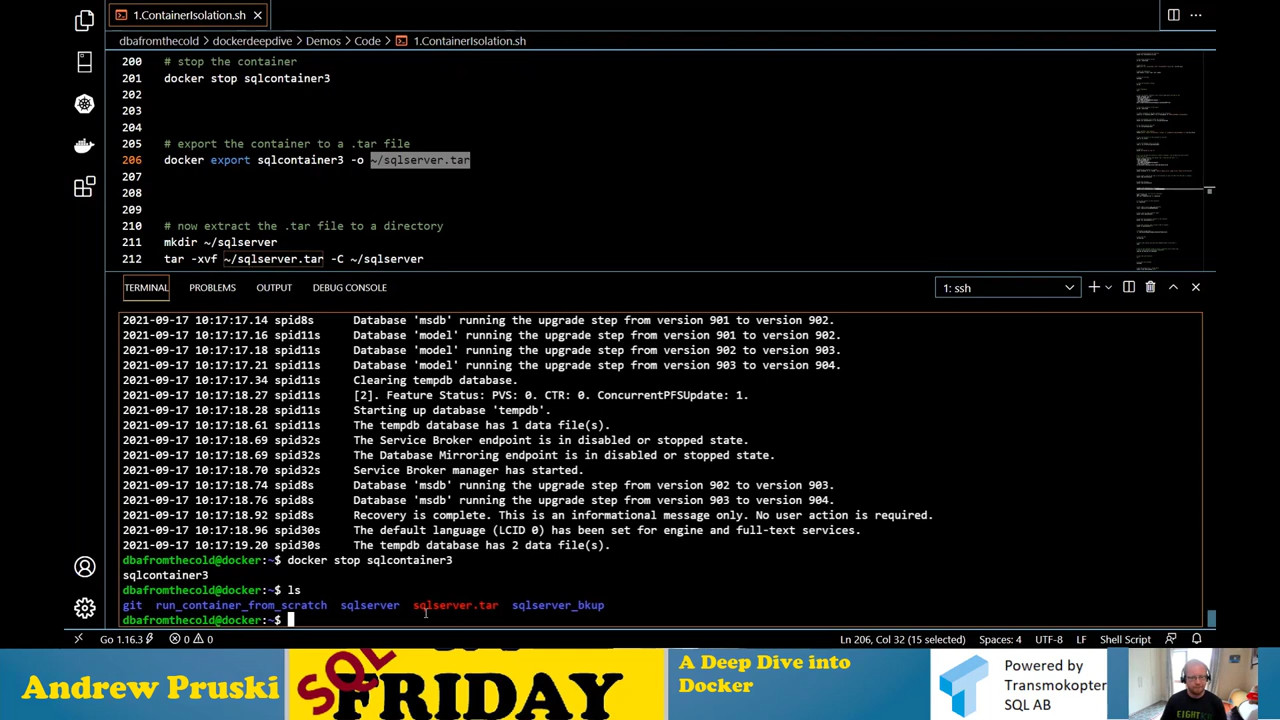 1.ContainerIsolation.sh
dbafromthecold > dockerdeepdive > Demos > Code > 1.ContainerIsolation.sh
200 # stop the container
201 docker stop sqlcontainer3
202
203
204
205 # export the container to a .tar file
206 docker export sqlcontainer3 -o ~/sqlserver.tar
207
208
209
210 # now extract the .tar file to a directory
211 mkdir ~/sqlserver
212 tar -xvf ~/sqlserver.tar -C ~/sqlserver
TERMINAL PROBLEMS OUTPUT DEBUG CONSOLE 1: ssh
2021-09-17 10:17:17.14 spid8s Database 'msdb' running the upgrade step from version 901 to version 902.
2021-09-17 10:17:17.16 spid11s Database 'model' running the upgrade step from version 901 to version 902.
2021-09-17 10:17:17.18 spid11s Database 'model' running the upgrade step from version 902 to version 903.
2021-09-17 10:17:17.21 spid11s Database 'model' running the upgrade step from version 903 to version 904.
2021-09-17 10:17:17.34 spid11s Clearing tempdb database.
2021-09-17 10:17:18.27 spid11s [2]. Feature Status: PVS: 0. CTR: 0. ConcurrentPFSUpdate: 1.
2021-09-17 10:17:18.28 spid11s Starting up database 'tempdb'.
2021-09-17 10:17:18.61 spid11s The tempdb database has 1 data file(s).
2021-09-17 10:17:18.69 spid32s The Service Broker endpoint is in disabled or stopped state.
2021-09-17 10:17:18.69 spid32s The Database Mirroring endpoint is in disabled or stopped state.
2021-09-17 10:17:18.70 spid32s Service Broker manager has started.
2021-09-17 10:17:18.74 spid8s Database 'msdb' running the upgrade step from version 902 to version 903.
2021-09-17 10:17:18.76 spid8s Database 'msdb' running the upgrade step from version 903 to version 904.
2021-09-17 10:17:18.92 spid8s Recovery is complete. This is an informational message only. No user action is required.
2021-09-17 10:17:18.96 spid30s The default language (LCID 0) has been set for engine and full-text services.
2021-09-17 10:17:19.20 spid30s The tempdb database has 2 data file(s).
dbafromthecold@docker:~$ docker stop sqlcontainer3
sqlcontainer3
dbafromthecold@docker:~$ ls
git run_container_from_scratch sqlserver sqlserver.tar sqlserver_bkup
dbafromthecold@docker:~$
Go 1.16.3 0 0 Ln 206, Col 32 (15 selected) Spaces: 4 UTF-8 LF Shell Script
Andrew Pruski
SQL
FRIDAY
A Deep Dive into
Docker
Powered by
Transmokopter
SQL AB